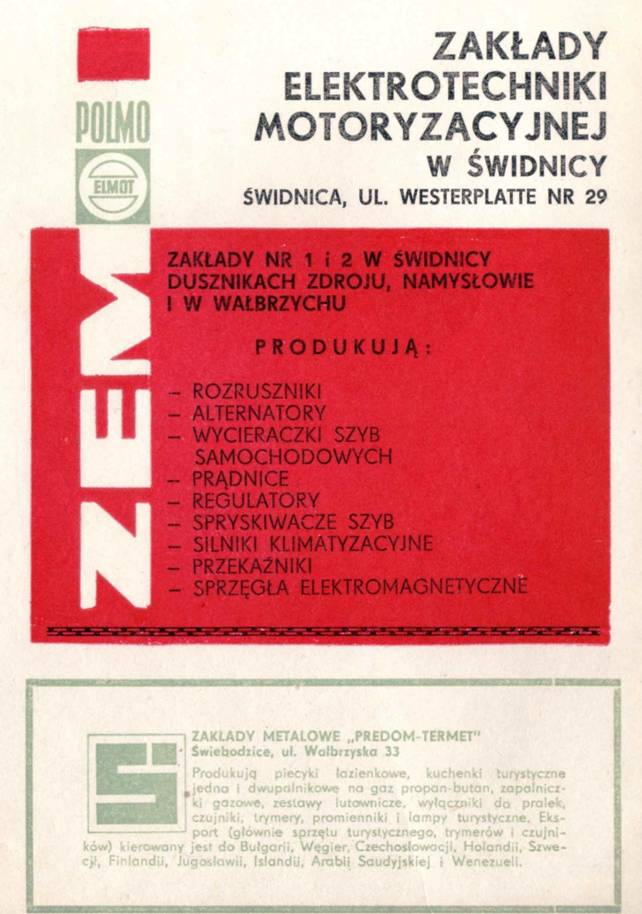 ZAKŁADY
ELEKTROTECHNIKI
MOTORYZACYJNEJ
W ŚWIDNICY
ŚWIDNICA, UL. WESTERPLATTE NR 29
POLMO
ELMOT
ZEM
ZAKŁADY NR 1 i 2 W ŚWIDNICY
DUSZNIKACH ZDROJU, NAMYSŁOWIE
I W WAŁBRZYCHU
PRODUKUJĄ:
— ROZRUSZNIKI
— ALTERNATORY
— WYCIERACZKI SZYB
SAMOCHODOWYCH
— PRĄDNICE
— REGULATORY
— SPRYSKIWACZE SZYB
— SILNIKI KLIMATYZACYJNE
— PRZEKAŹNIKI
— SPRZĘGŁA ELEKTROMAGNETYCZNE
ZAKŁADY METALOWE „PREDOM-TERMET"
Świebodzice, ul. Wałbrzyska 33
Produkują piecyki łazienkowe, kuchenki turystyczne
jedno i dwupalnikowe na gaz propan-butan, zapalnicz-
ki gazowe, zestawy lutownicze, wyłączniki do pralek,
czujniki, trymery, promienniki i lampy turystyczne. Eks-
port (głównie sprzętu turystycznego, trymerów i czujni-
ków) kierowany jest do Bułgarii, Węgier, Czechosłowacji, Holandii, Szwe-
cji, Finlandii, Jugosławii, Islandii, Arabii Saudyjskiej i Wenezueli.